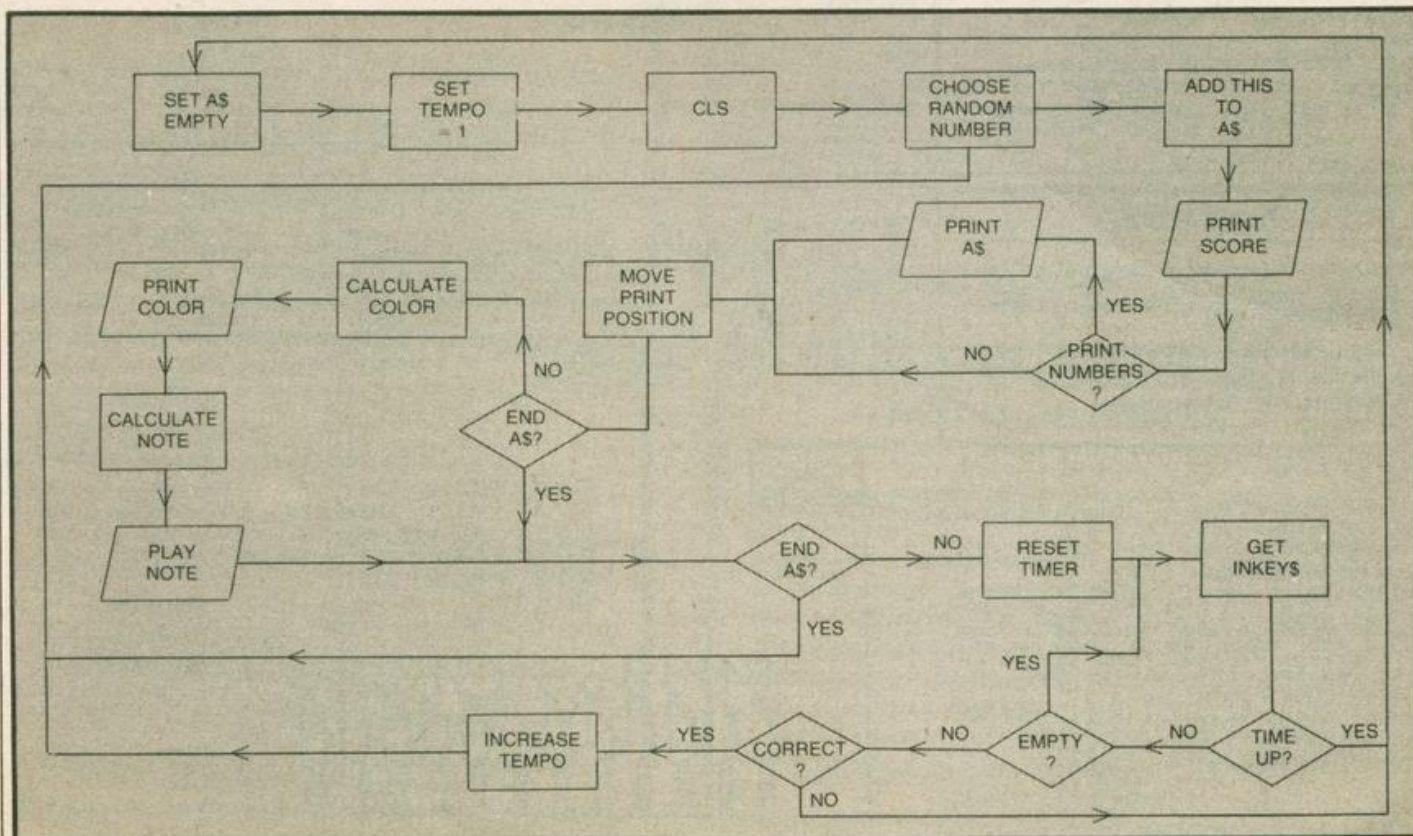 SET A$
EMPTY
SET
TEMPO
= 1
CLS
CHOOSE
RANDOM
NUMBER
ADD THIS
TO
A$
PRINT
COLOR
CALCULATE
COLOR
MOVE
PRINT
POSITION
PRINT
A$
PRINT
SCORE
YES
NO
PRINT
NUMBERS
?
NO
CALCULATE
NOTE
END
A$?
YES
PLAY
NOTE
END
A$?
NO
RESET
TIMER
GET
INKEY$
YES
YES
INCREASE
TEMPO
YES
CORRECT
?
NO
EMPTY
?
NO
TIME
UP?
YES
NO